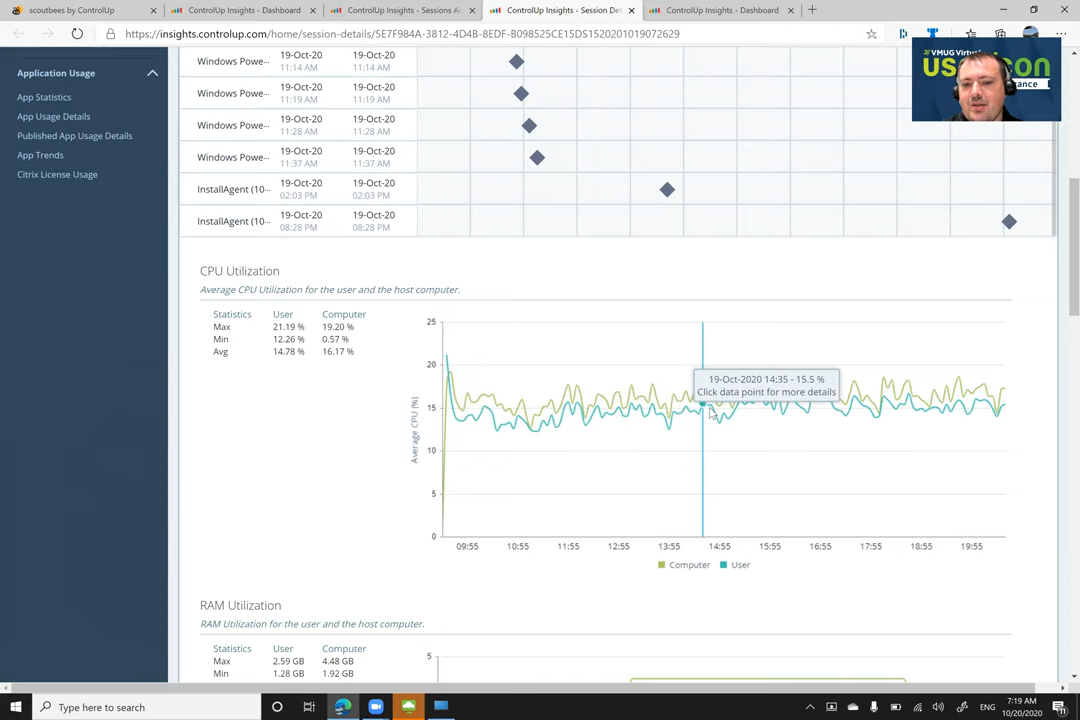 scoutbees by ControlUp
ControlUp Insights - Dashboard
ControlUp Insights - Sessions Ac
ControlUp Insights - Session Det
ControlUp Insights - Dashboard
https://insights.controlup.com/home/session-details/5E7F984A-3812-4D4B-8EDF-B098525CE15DS1520201019072629
VMUG Virtual
Application Usage
App Statistics
App Usage Details
Published App Usage Details
App Trends
Citrix License Usage
Windows Powe··· 19-Oct-20 19-Oct-20
11:14 AM 11:14 AM
Windows Powe··· 19-Oct-20 19-Oct-20
11:19 AM 11:19 AM
Windows Powe··· 19-Oct-20 19-Oct-20
11:28 AM 11:28 AM
Windows Powe··· 19-Oct-20 19-Oct-20
11:37 AM 11:37 AM
InstallAgent (10··· 19-Oct-20 19-Oct-20
02:03 PM 02:03 PM
InstallAgent (10··· 19-Oct-20 19-Oct-20
08:28 PM 08:28 PM
CPU Utilization
Average CPU Utilization for the user and the host computer.
Statistics User Computer
Max 21.19 % 19.20 %
Min 12.26 % 0.57 %
Avg 14.78 % 16.17 %
Average CPU (%)
25
20
15
10
5
0
19-Oct-2020 14:35 - 15.5 %
Click data point for more details
09:55 10:55 11:55 12:55 13:55 14:55 15:55 16:55 17:55 18:55 19:55
Computer User
RAM Utilization
RAM Utilization for the user and the host computer.
Statistics User Computer
Max 2.59 GB 4.48 GB
Min 1.28 GB 1.92 GB
5
Type here to search
ENG
7:19 AM
10/20/2020